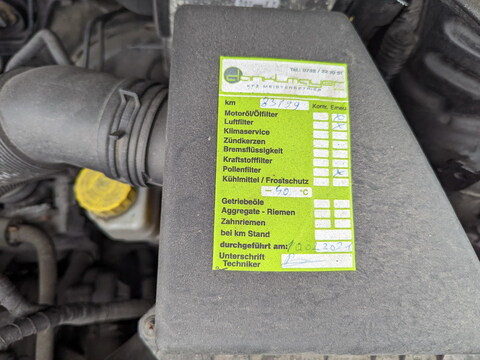 KFZ MEISTERBETRIEB
km
Kontr. Erneu.
Motoröl/Ölfilter x
Luftfilter x
Klimaservice
Zündkerzen
Bremsflüssigkeit
Kraftstofffilter
Pollenfilter x
Kühlmittel / Frostschutz
-40 °C
Getriebeöle
Aggregate - Riemen
Zahnriemen
bei km Stand
durchgeführt am:
Unterschrift
Techniker